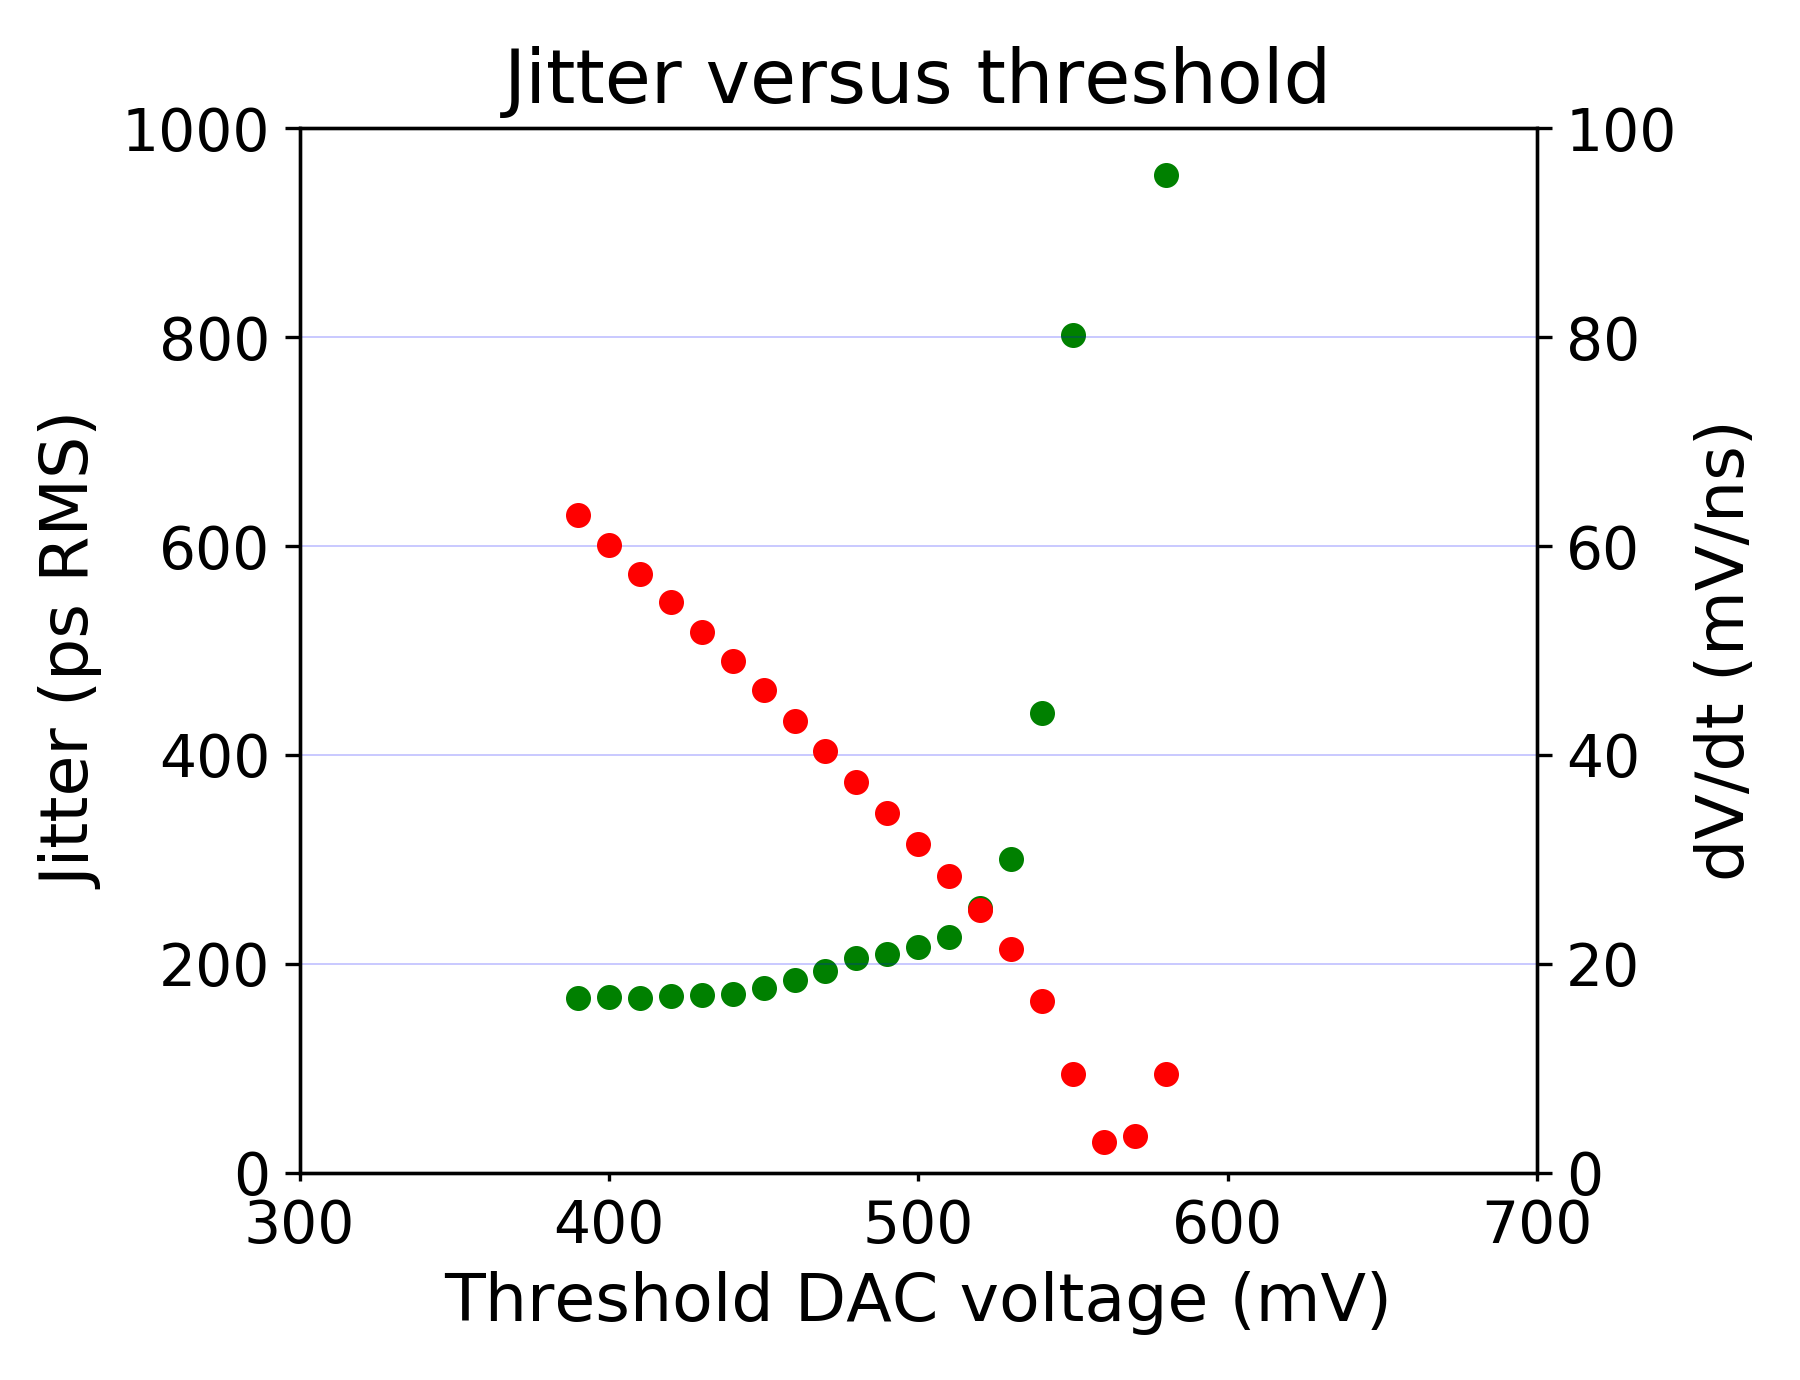 Jitter versus threshold
1000
800
600
400
200
0
Jitter (ps RMS)
100
80
60
40
20
0
dV/dt (mV/ns)
300 400 500 600 700
Threshold DAC voltage (mV)